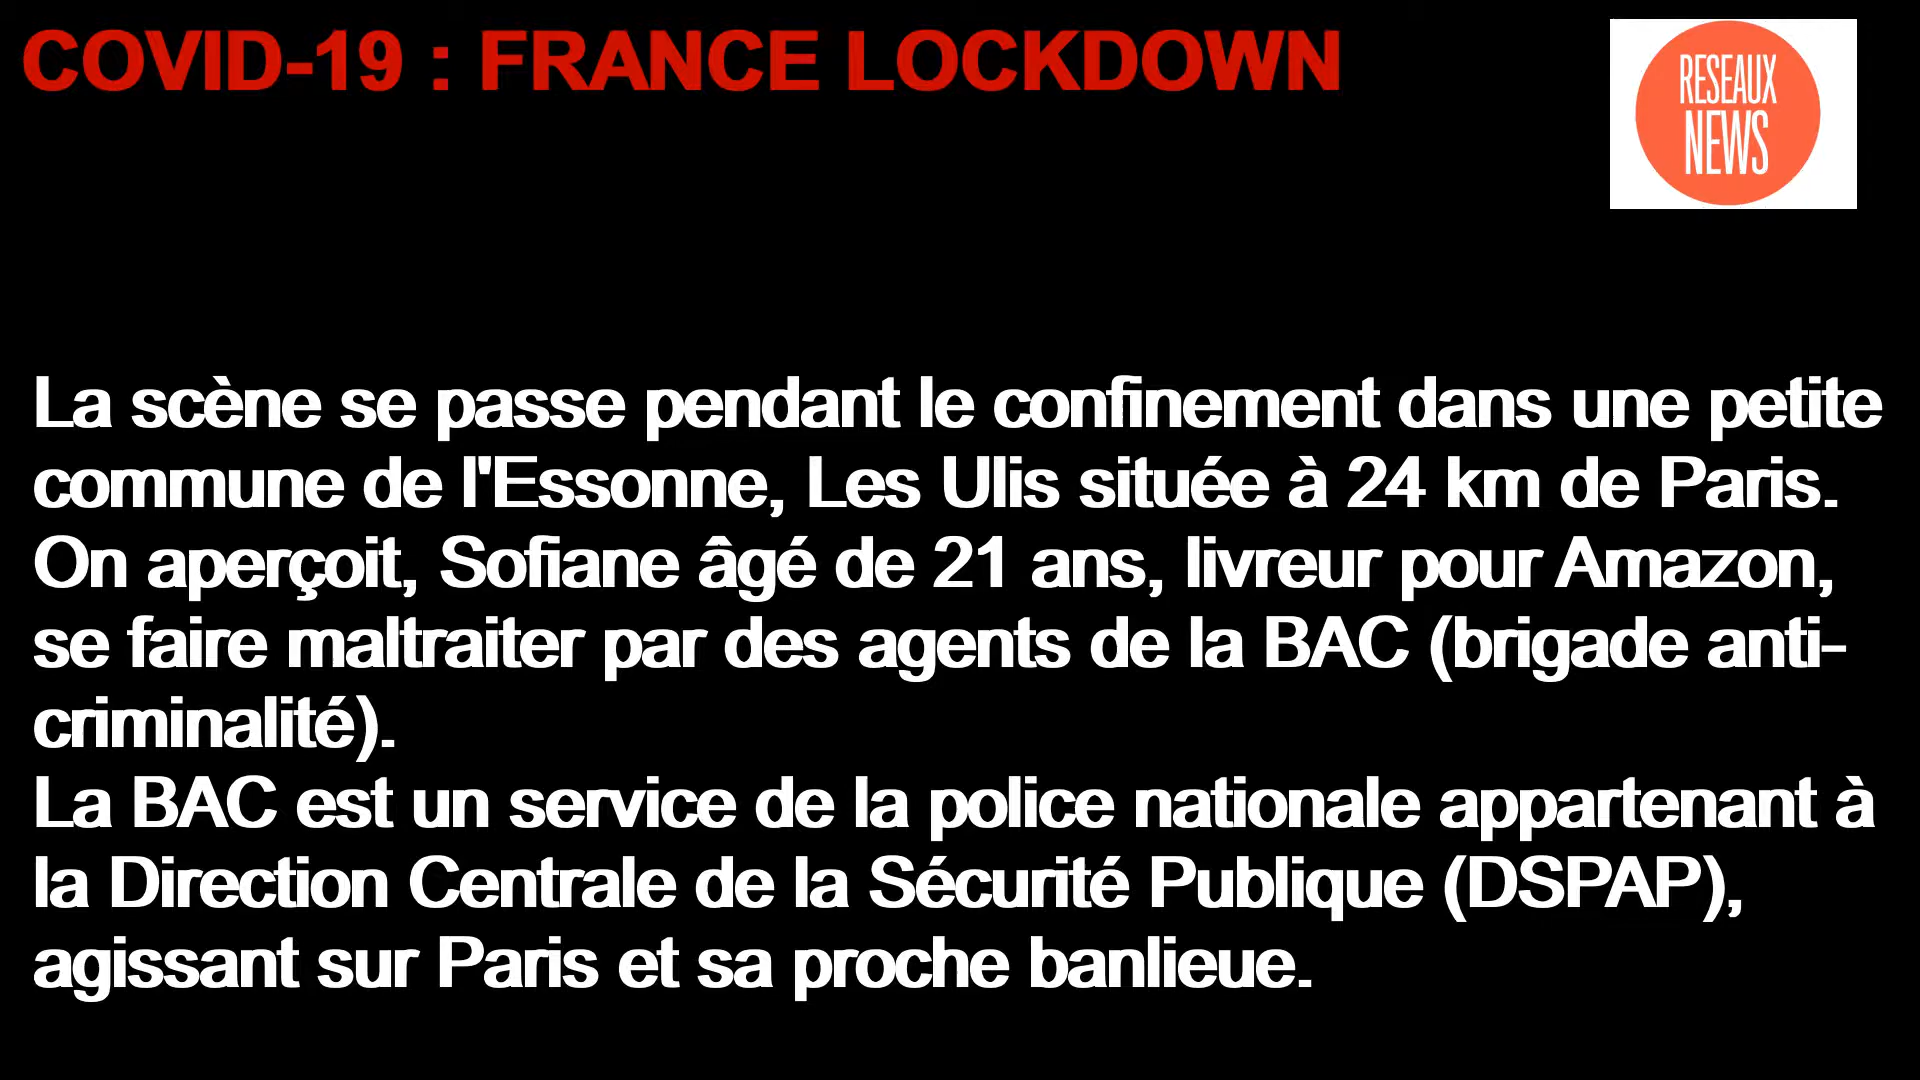 COVID-19 : FRANCE LOCKDOWN
RESEAUX
NEWS
La scène se passe pendant le confinement dans une petite
commune de l'Essonne, Les Ulis située à 24 km de Paris.
On aperçoit, Sofiane âgé de 21 ans, livreur pour Amazon,
se faire maltraiter par des agents de la BAC (brigade anti-
criminalité).
La BAC est un service de la police nationale appartenant à
la Direction Centrale de la Sécurité Publique (DSPAP),
agissant sur Paris et sa proche banlieue.